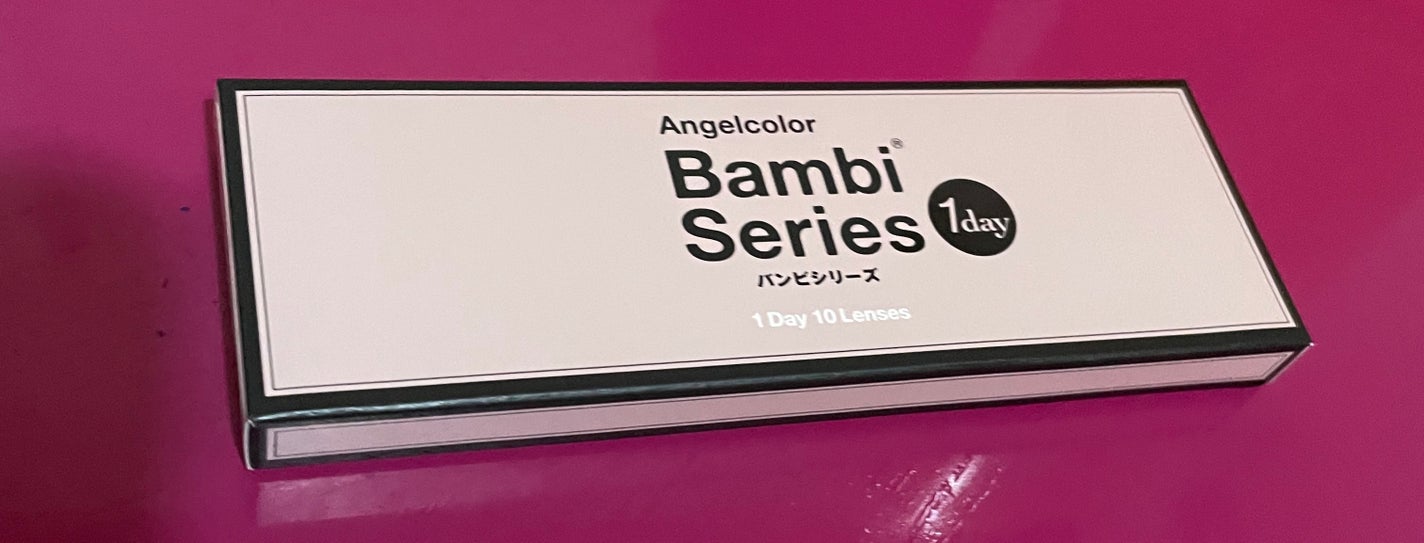 Angelcolor
Bambi®
Series 1day
バンビシリーズ
1 Day 10 Lenses